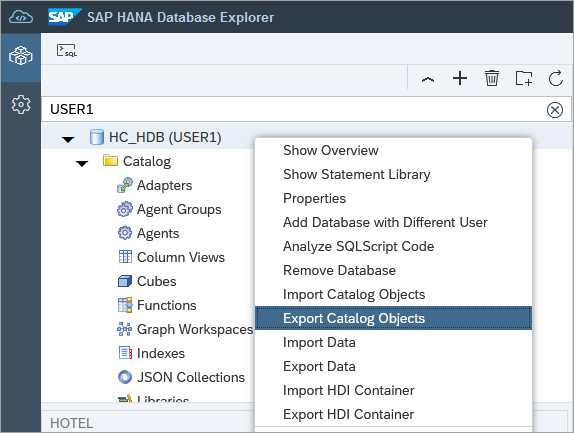 SAP SAP HANA Database Explorer
SQL
USER1
HC_HDB (USER1)
Catalog
Adapters
Agent Groups
Agents
Column Views
Cubes
Functions
Graph Workspaces
Indexes
JSON Collections
Libraries
HOTEL
Show Overview
Show Statement Library
Properties
Add Database with Different User
Analyze SQLScript Code
Remove Database
Import Catalog Objects
Export Catalog Objects
Import Data
Export Data
Import HDI Container
Export HDI Container